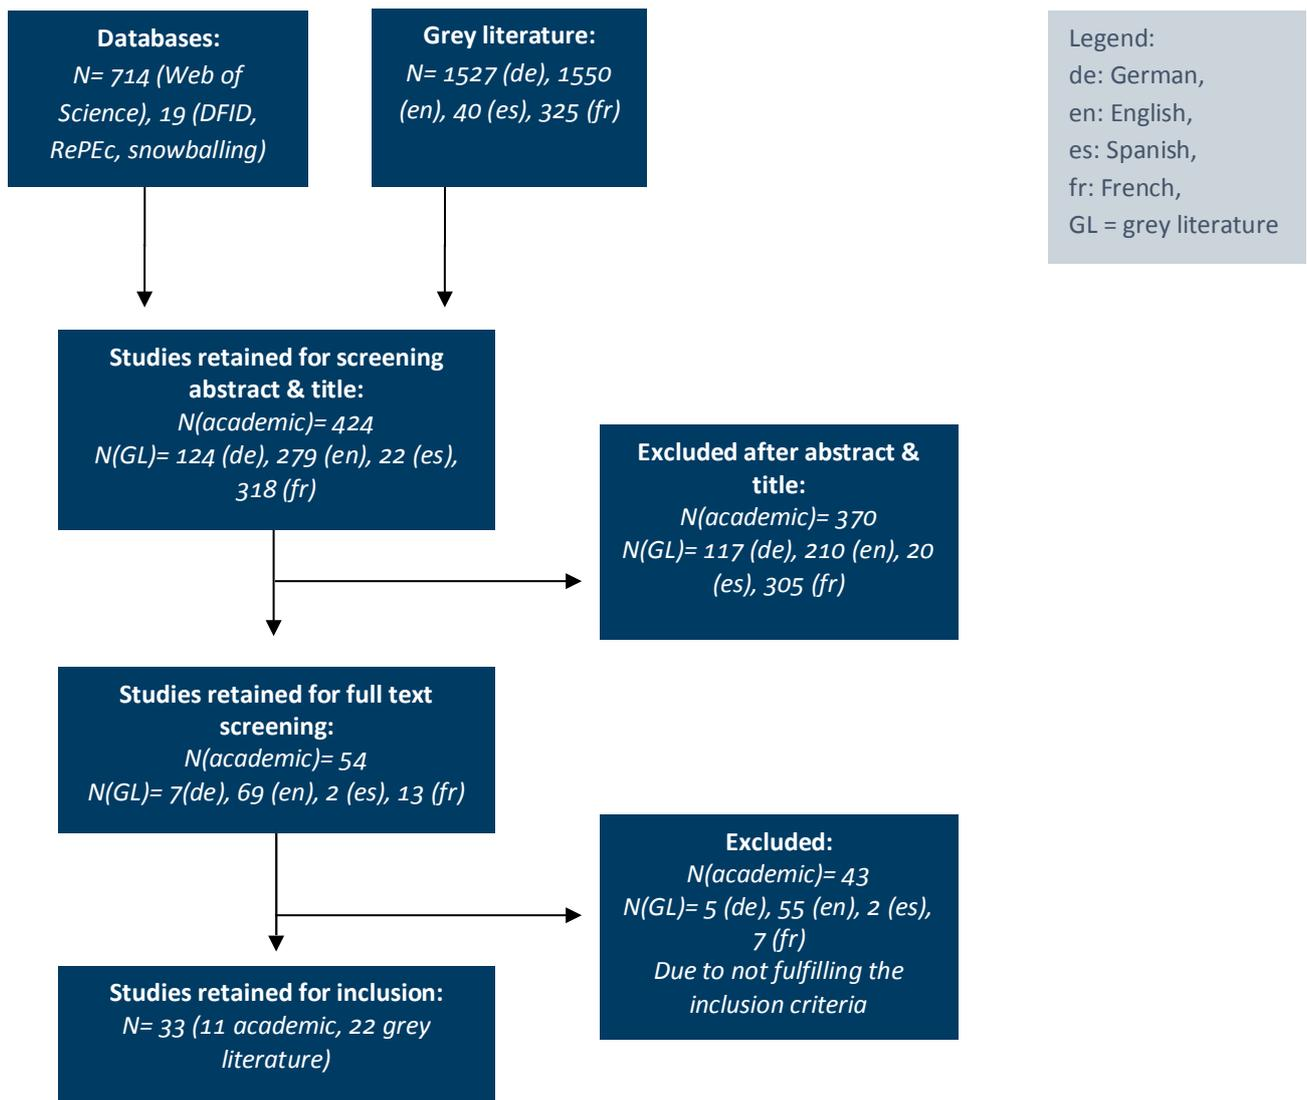 Databases:
N= 714 (Web of
Science), 19 (DFID,
RePEc, snowballing)
Grey literature:
N= 1527 (de), 1550
(en), 40 (es), 325 (fr)
Legend:
de: German,
en: English,
es: Spanish,
fr: French,
GL = grey literature
Studies retained for screening
abstract & title:
N(academic)= 424
N(GL)= 124 (de), 279 (en), 22 (es),
318 (fr)
Excluded after abstract &
title:
N(academic)= 370
N(GL)= 117 (de), 210 (en), 20
(es), 305 (fr)
Studies retained for full text
screening:
N(academic)= 54
N(GL)= 7(de), 69 (en), 2 (es), 13 (fr)
Excluded:
N(academic)= 43
N(GL)= 5 (de), 55 (en), 2 (es),
7 (fr)
Due to not fulfilling the
inclusion criteria
Studies retained for inclusion:
N= 33 (11 academic, 22 grey
literature)